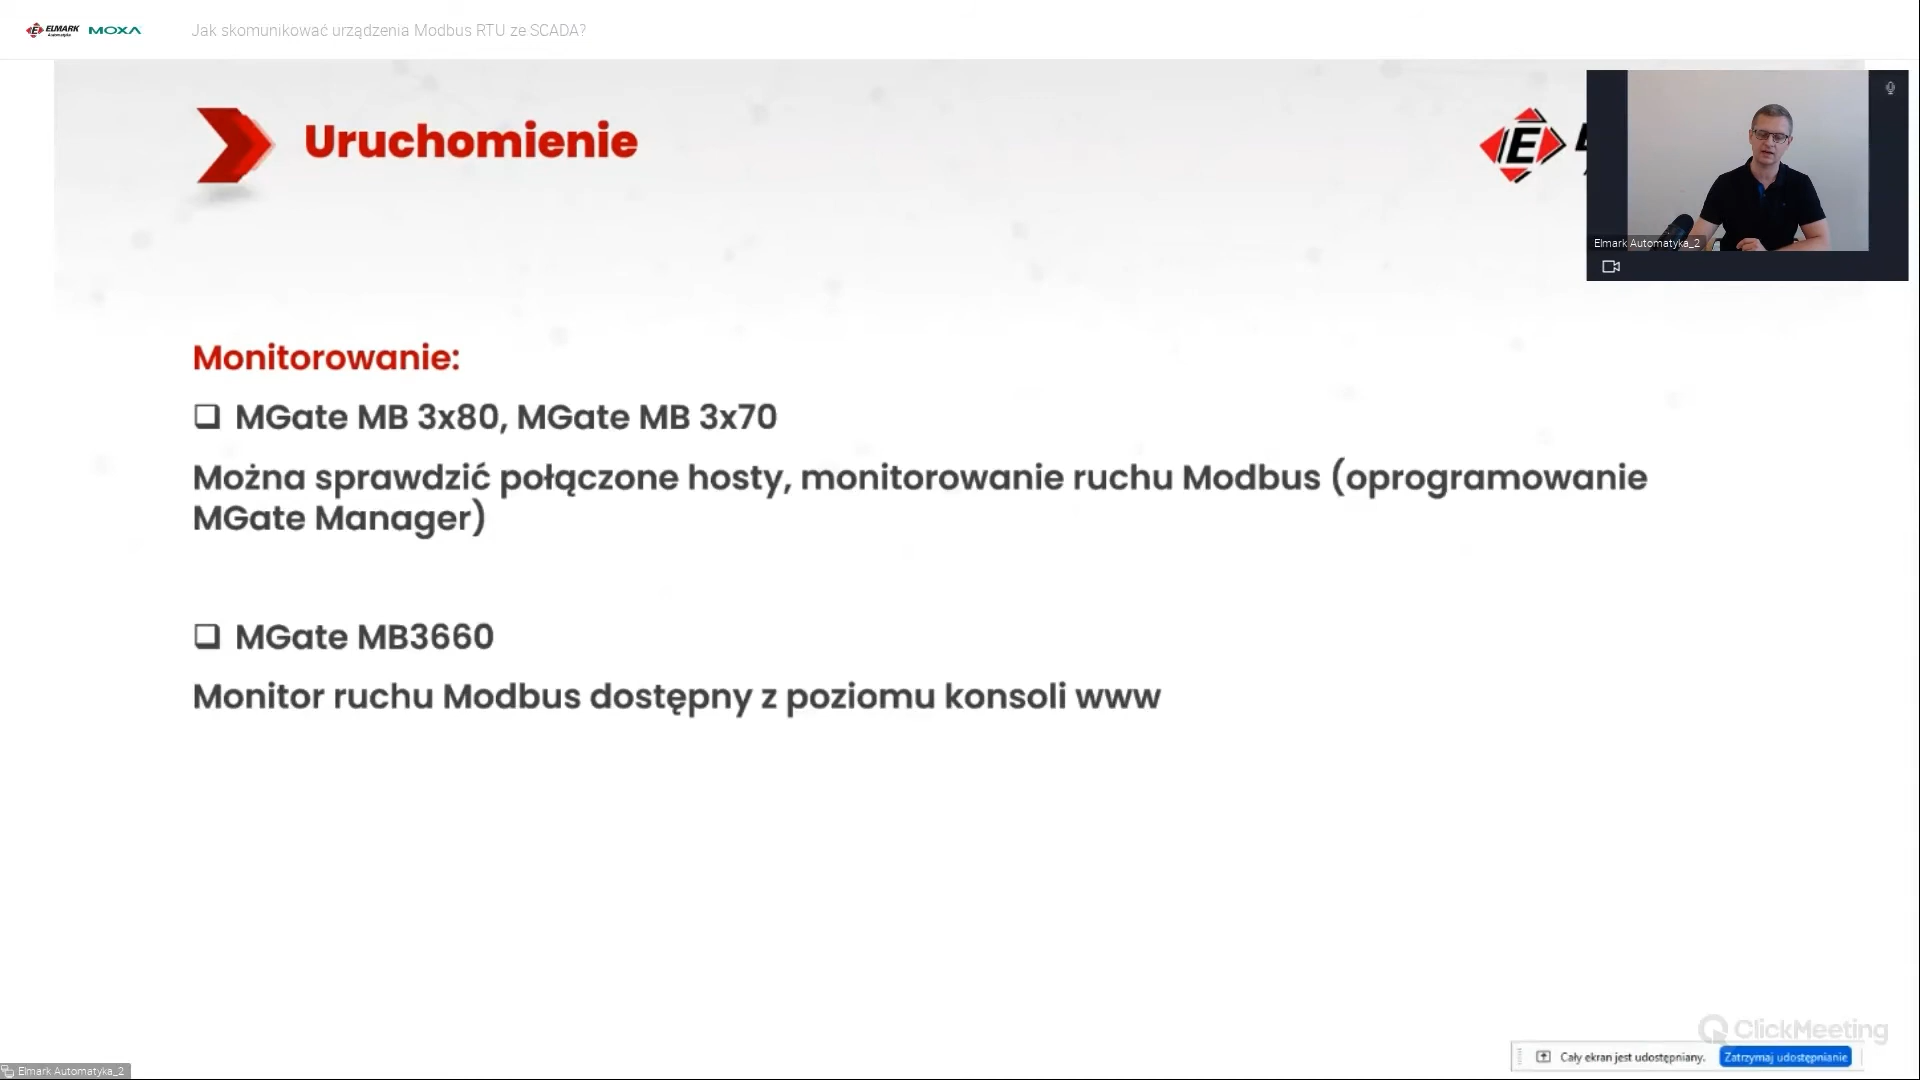 ELMARK
Automatyka
MOXA
Jak skomunikować urządzenia Modbus RTU ze SCADA?
Uruchomienie
E
Elmark Automatyka_2
Monitorowanie:
MGate MB 3x80, MGate MB 3x70
Można sprawdzić połączone hosty, monitorowanie ruchu Modbus (oprogramowanie
MGate Manager)
MGate MB3660
Monitor ruchu Modbus dostępny z poziomu konsoli www
ClickMeeting
Cały ekran jest udostępniany.
Zatrzymaj udostępnianie
Elmark Automatyka_2